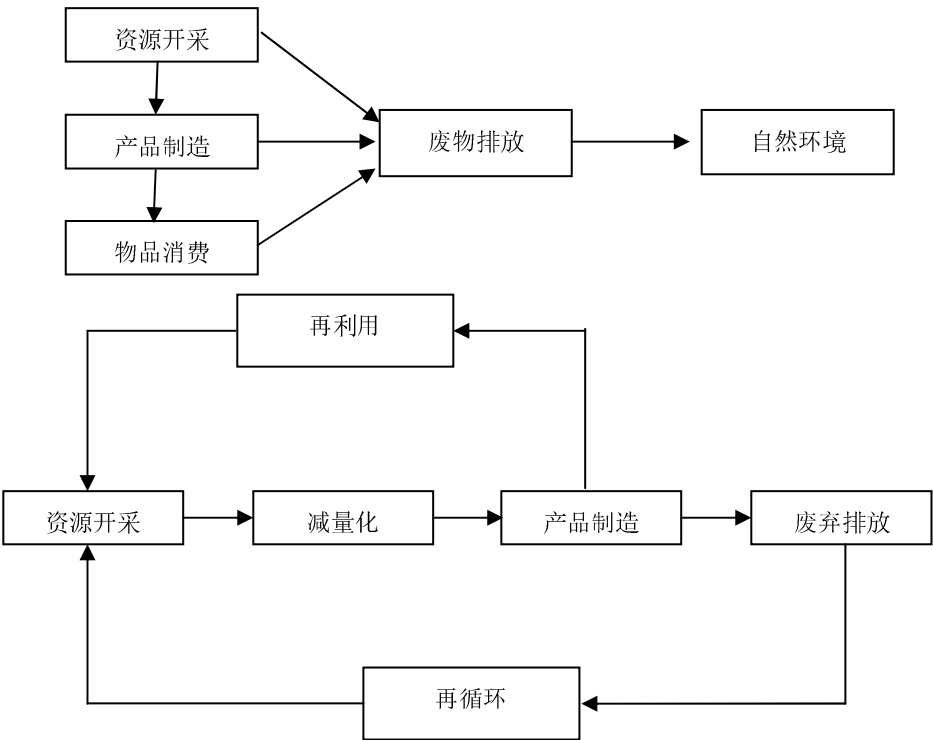 资源开采
产品制造
废物排放
自然环境
物品消费
再利用
资源开采
减量化
产品制造
废弃排放
再循环